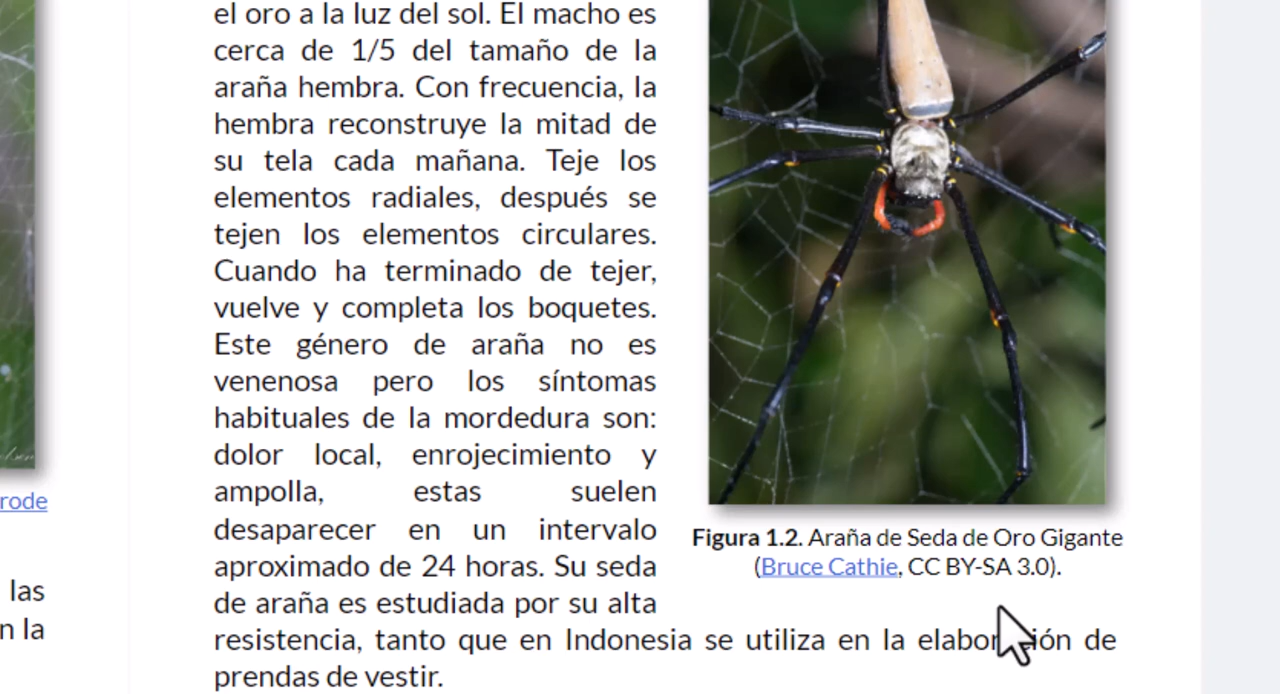 el oro a la luz del sol. El macho es
cerca de 1/5 del tamaño de la
araña hembra. Con frecuencia, la
hembra reconstruye la mitad de
su tela cada mañana. Teje los
elementos radiales, después se
tejen los elementos circulares.
Cuando ha terminado de tejer,
vuelve y completa los boquetes.
Este género de araña no es
venenosa pero los síntomas
habituales de la mordedura son:
dolor local, enrojecimiento y
ampolla, estas suelen
desaparecer en un intervalo
aproximado de 24 horas. Su seda
de araña es estudiada por su alta
resistencia, tanto que en Indonesia se utiliza en la elaboración de
prendas de vestir.
Figura 1.2. Araña de Seda de Oro Gigante
(Bruce Cathie, CC BY-SA 3.0).
rode
las
n la